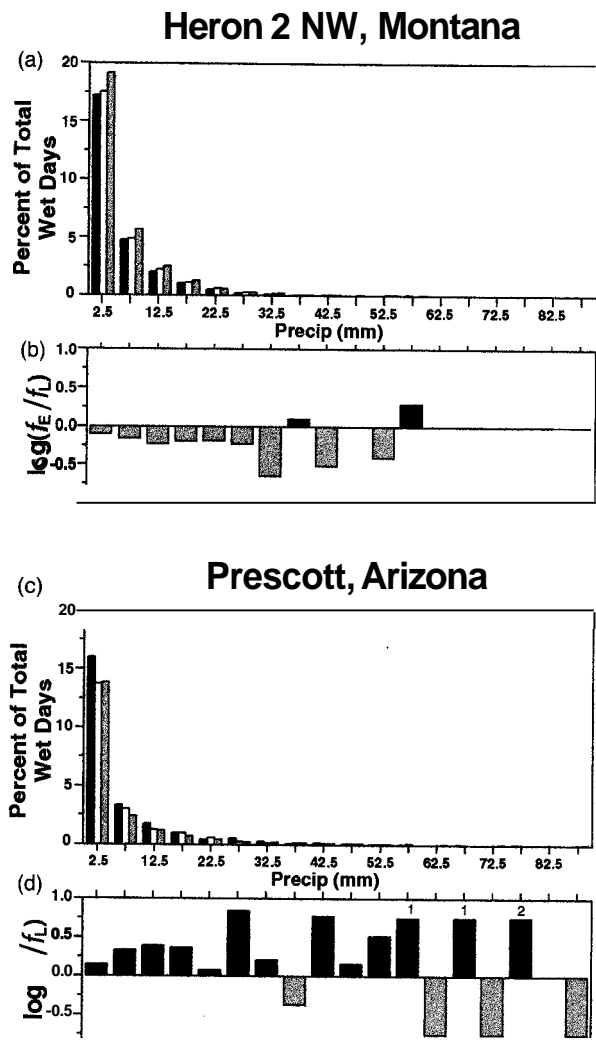 Heron 2 NW, Montana
(a)
Percent of Total
Wet Days
20
15
10
5
0
2.5 12.5 22.5 32.5 42.5 52.5 62.5 72.5 82.5
Precip (mm)
(b)
log(fE/fL)
1.0
0.5
0.0
-0.5
Prescott, Arizona
(c)
Percent of Total
Wet Days
20
15
10
5
0
2.5 12.5 22.5 32.5 42.5 52.5 62.5 72.5 82.5
Precip (mm)
(d)
log /fL)
1.0
0.5
0.0
-0.5
1 1 2